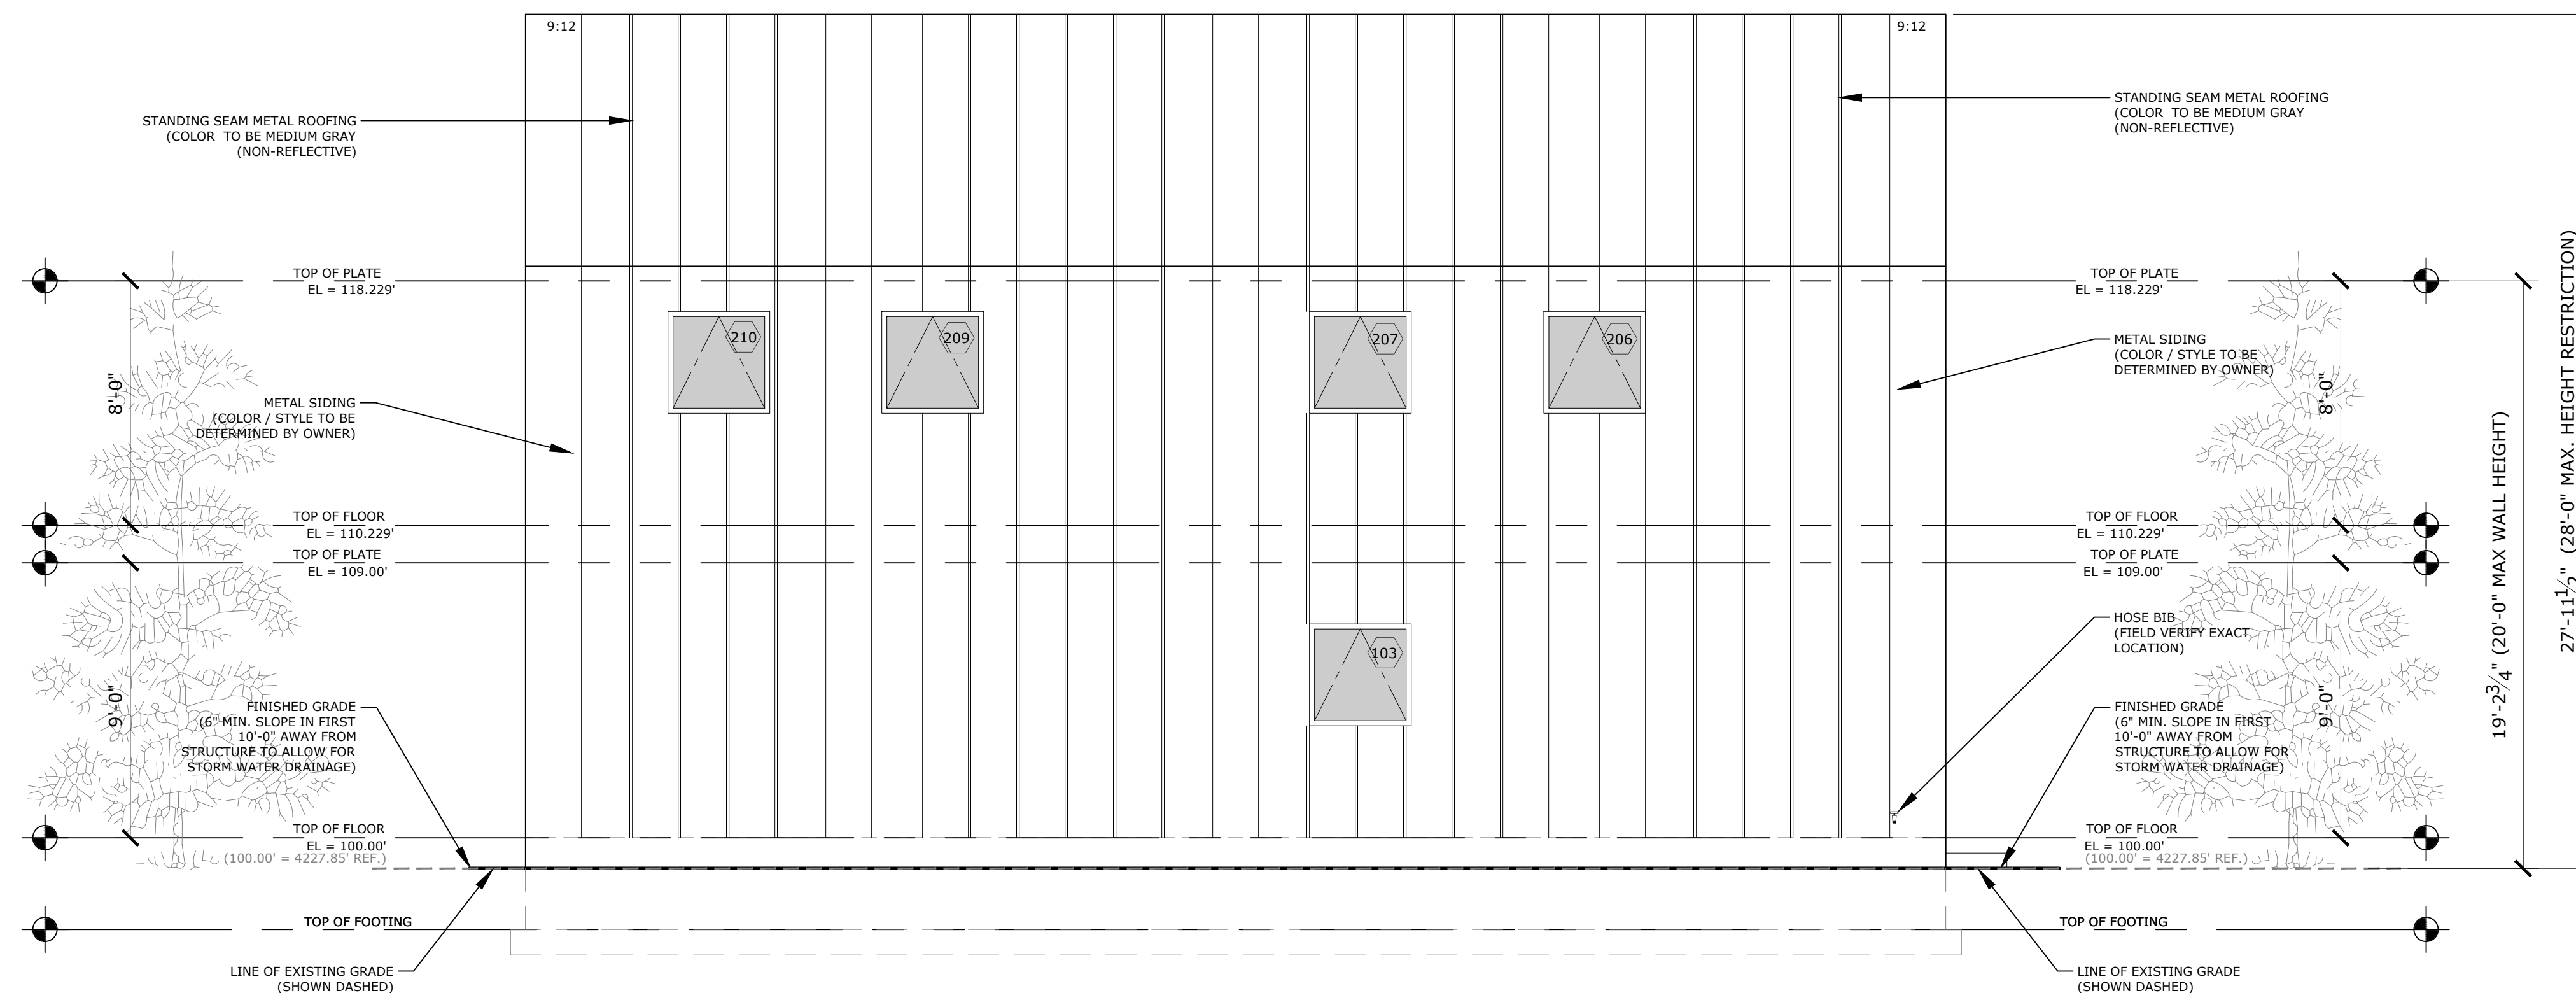 9:12
9:12
STANDING SEAM METAL ROOFING
(COLOR TO BE MEDIUM GRAY
(NON-REFLECTIVE)
STANDING SEAM METAL ROOFING
(COLOR TO BE MEDIUM GRAY
(NON-REFLECTIVE)
TOP OF PLATE
EL = 118.229'
TOP OF PLATE
EL = 118.229'
210
209
207
206
8'-0"
METAL SIDING
(COLOR / STYLE TO BE
DETERMINED BY OWNER)
METAL SIDING
(COLOR / STYLE TO BE
DETERMINED BY OWNER)
8'-0"
TOP OF FLOOR
EL = 110.229'
TOP OF PLATE
EL = 109.00'
TOP OF FLOOR
EL = 110.229'
TOP OF PLATE
EL = 109.00'
19'-2 3/4" (20'-0" MAX WALL HEIGHT)
27'-11 1/2" (28'-0" MAX. HEIGHT RESTRICTION)
103
HOSE BIB
(FIELD VERIFY EXACT
LOCATION)
9'-0"
FINISHED GRADE
(6" MIN. SLOPE IN FIRST
10'-0" AWAY FROM
STRUCTURE TO ALLOW FOR
STORM WATER DRAINAGE)
FINISHED GRADE
(6" MIN. SLOPE IN FIRST
10'-0" AWAY FROM
STRUCTURE TO ALLOW FOR
STORM WATER DRAINAGE)
9'-0"
TOP OF FLOOR
EL = 100.00'
(100.00' = 4227.85' REF.)
TOP OF FLOOR
EL = 100.00'
(100.00' = 4227.85' REF.)
TOP OF FOOTING
TOP OF FOOTING
LINE OF EXISTING GRADE
(SHOWN DASHED)
LINE OF EXISTING GRADE
(SHOWN DASHED)